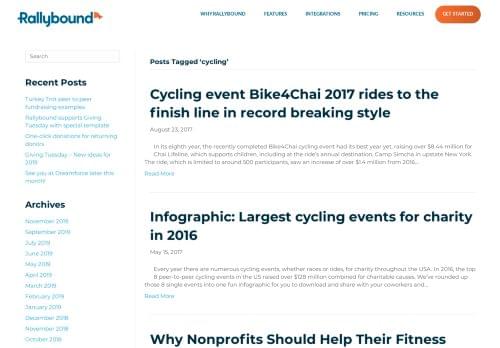 Rallybound
WHY RALLYBOUND
FEATURES
INTEGRATIONS
PRICING
RESOURCES
GET STARTED
Search
Recent Posts
Turkey Trot peer to peer
fundraising examples
Rallybound supports Giving
Tuesday with special template
One-click donations for returning
donors
Giving Tuesday – New ideas for
2019
See you at Dreamforce later this
month!
Archives
November 2019
September 2019
July 2019
June 2019
May 2019
April 2019
March 2019
February 2019
January 2019
December 2018
November 2018
October 2018
Posts Tagged ‘cycling’
Cycling event Bike4Chai 2017 rides to the
finish line in record breaking style
August 23, 2017
In its eighth year, the recently completed Bike4Chai cycling event had its best year yet, raising over $8.44 million for
Chai Lifeline, which supports children, including at the ride’s annual destination, Camp Simcha in upstate New York.
The ride, which is limited to around 500 participants, saw an increase of over $1.4 million from 2016...
Read More
Infographic: Largest cycling events for charity
in 2016
May 15, 2017
Every year there are numerous cycling events, whether races or rides, for charity throughout the USA. In 2016, the top
8 peer-to-peer cycling events in the US raised over $129 million combined for charitable causes. We’ve rounded up
those 8 single events into one fun infographic for you to download and share with your coworkers and...
Read More
Why Nonprofits Should Help Their Fitness